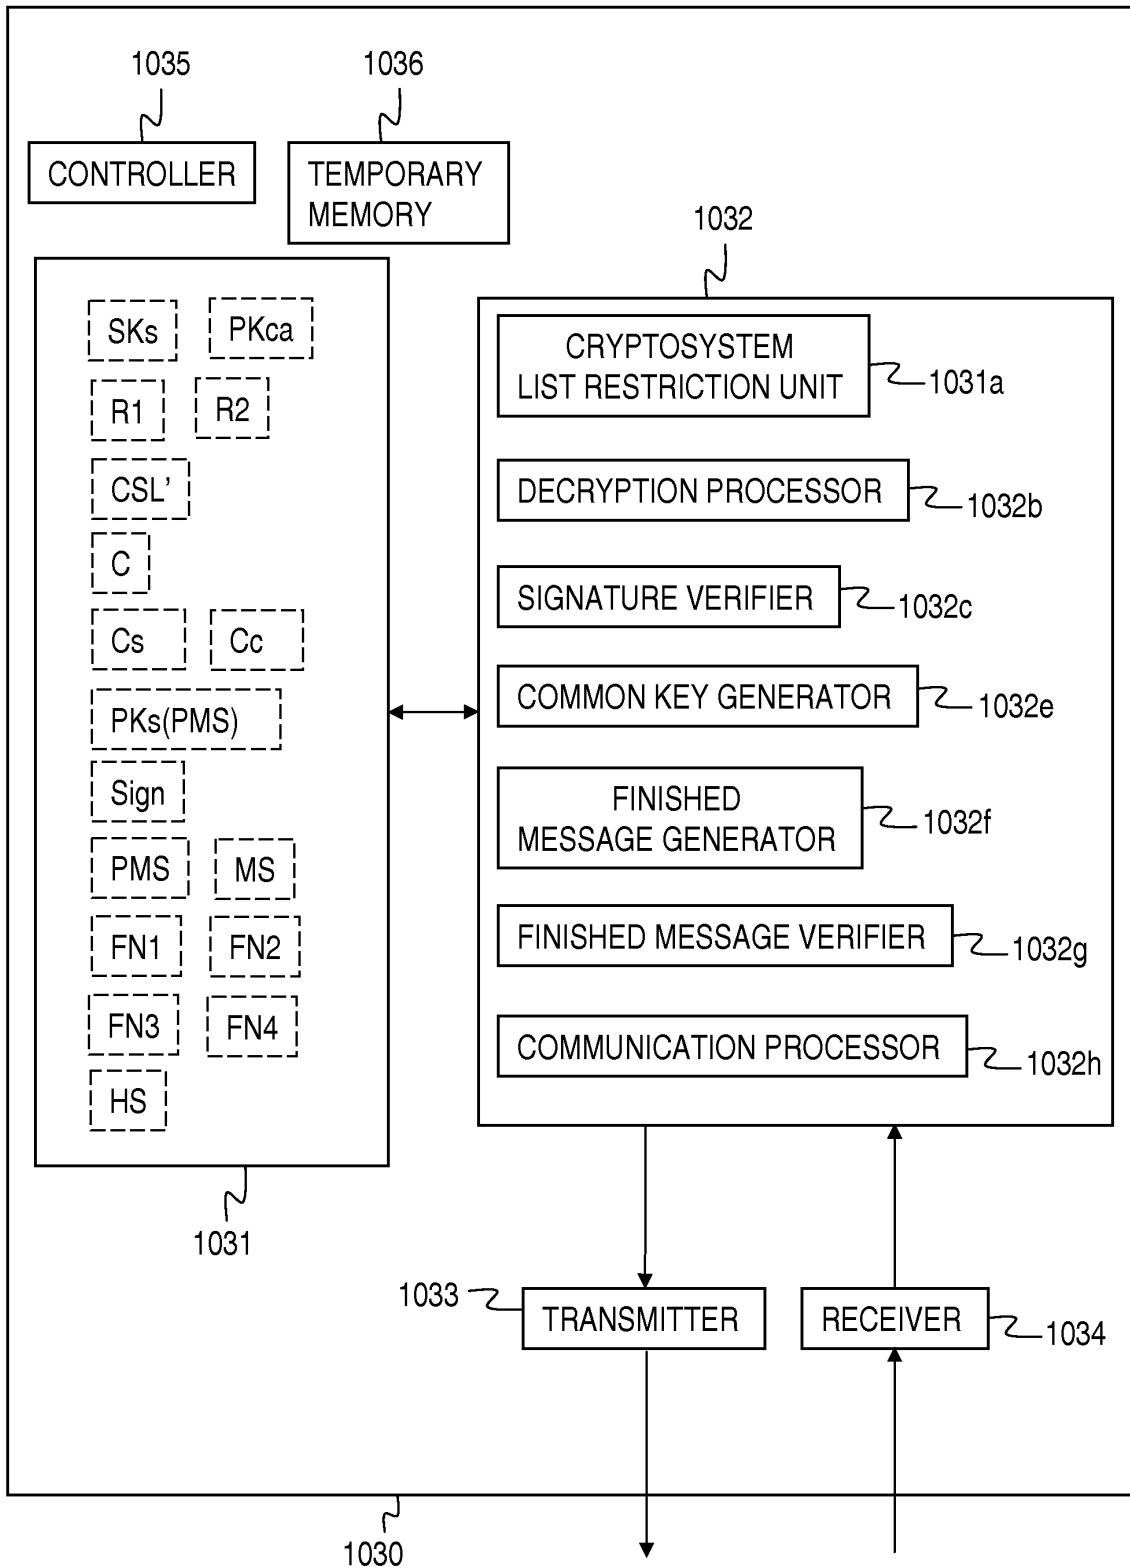 1035
1036
CONTROLLER
TEMPORARY
MEMORY
1032
SKs
PKca
R1
R2
CSL’
C
Cs
Cc
PKs(PMS)
Sign
PMS
MS
FN1
FN2
FN3
FN4
HS
1031
CRYPTOSYSTEM
LIST RESTRICTION UNIT
1031a
DECRYPTION PROCESSOR
1032b
SIGNATURE VERIFIER
1032c
COMMON KEY GENERATOR
1032e
FINISHED
MESSAGE GENERATOR
1032f
FINISHED MESSAGE VERIFIER
1032g
COMMUNICATION PROCESSOR
1032h
1033
TRANSMITTER
RECEIVER
1034
1030